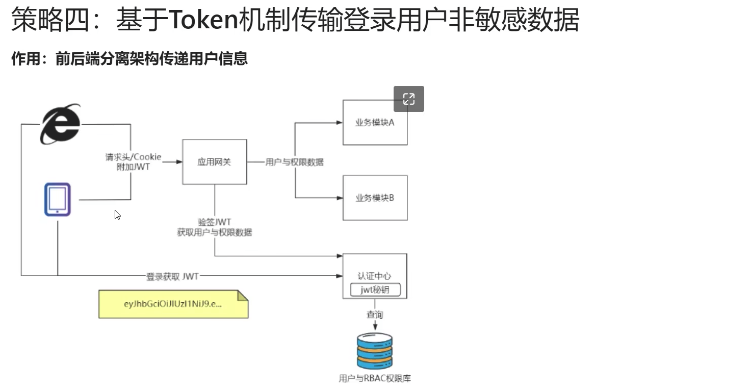 策略四：基于Token机制传输登录用户非敏感数据
作用：前后端分离架构传递用户信息
业务模块A
请求头/Cookie
附加JWT
应用网关
用户与权限数据
业务模块B
验签JWT
获取用户与权限数据
登录获取 JWT
认证中心
jwt秘钥
eyJhbGciOiJIUzI1NiJ9.e...
查询
用户与RBAC权限库